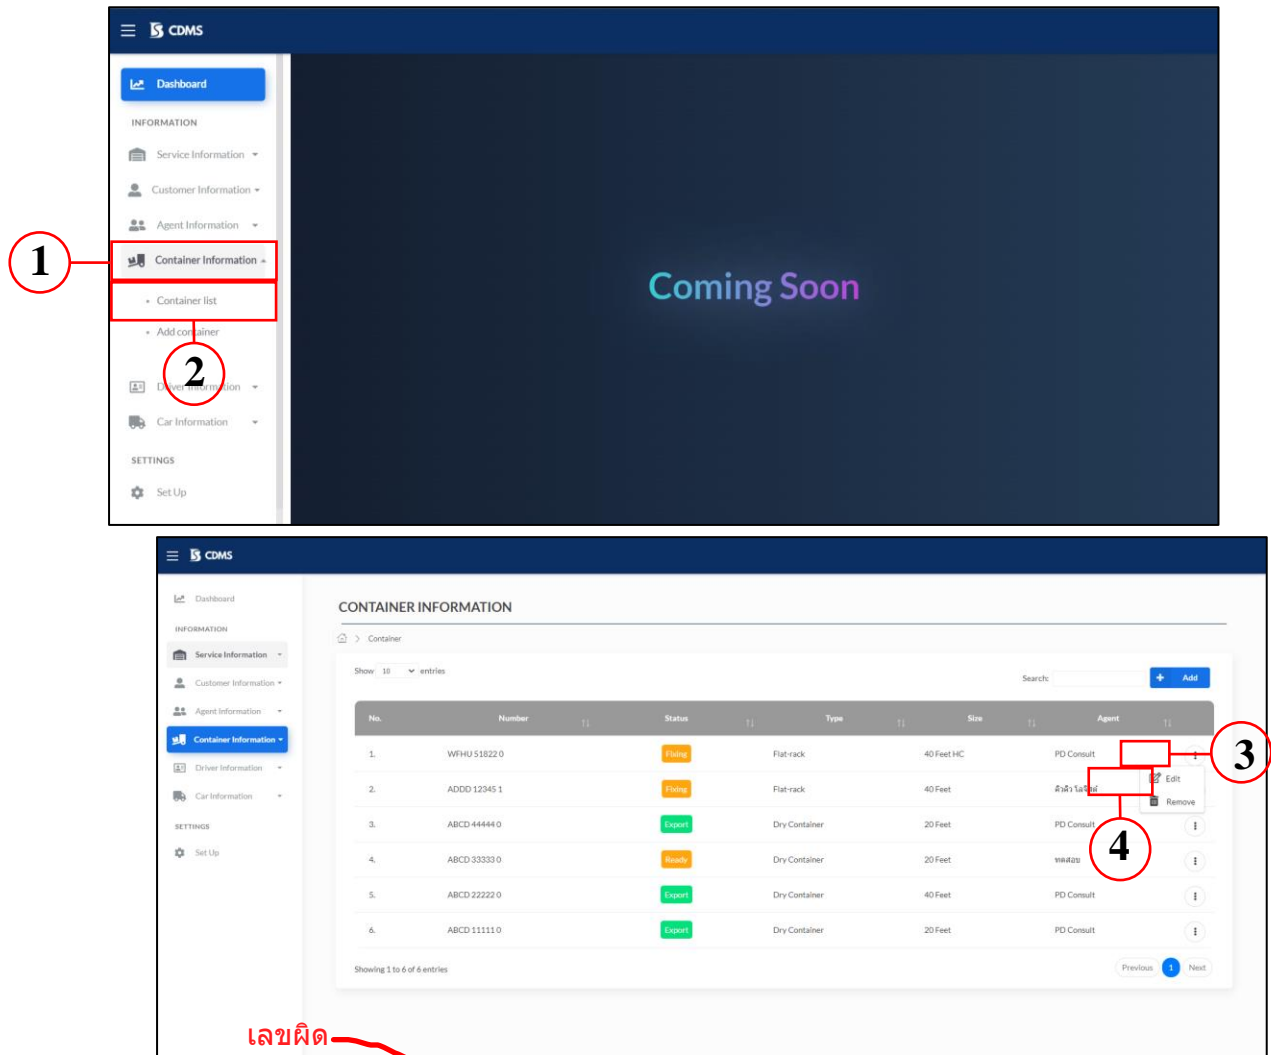 CDMS
Dashboard
INFORMATION
Service Information
Customer Information
Agent Information
1
Container Information
Container list
Add container
2
Driver Information
Car Information
SETTINGS
Set Up
Coming Soon
CDMS
Dashboard
INFORMATION
Service Information
Customer Information
Agent Information
Container Information
Driver Information
Car Information
SETTINGS
Set Up
CONTAINER INFORMATION
> Container
Show 10 entries
Search:
+ Add
No. Number Status Type Size Agent
1. WFHU 51822 0 Fixing Flat-rack 40 Feet HC PD Consult
3
Edit
2. ADDD 12345 1 Fixing Flat-rack 40 Feet
Remove
3. ABCD 44444 0 Export Dry Container 20 Feet PD Consult
4
4. ABCD 33333 0 Ready Dry Container 20 Feet ทดสอบ
5. ABCD 22222 0 Export Dry Container 40 Feet PD Consult
6. ABCD 11111 0 Export Dry Container 20 Feet PD Consult
Showing 1 to 6 of 6 entries
Previous 1 Next
เลขผิด